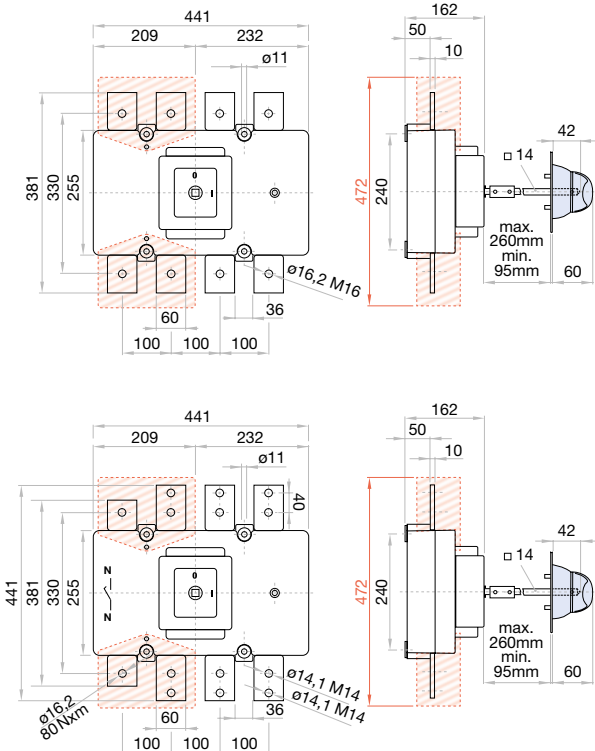 441
209 232
ø11
381
330
255
0
I
ø16,2 M16
60
36
100 100 100
162
50
10
472
240
42
□ 14
max.
260mm
min.
95mm
60
441
209 232
ø11
40
441
381
330
255
N
N
0
I
ø16,2
80Nxm
ø14,1 M14
ø14,1 M14
60
36
100 100 100
162
50
10
472
240
42
□ 14
max.
260mm
min.
95mm
60